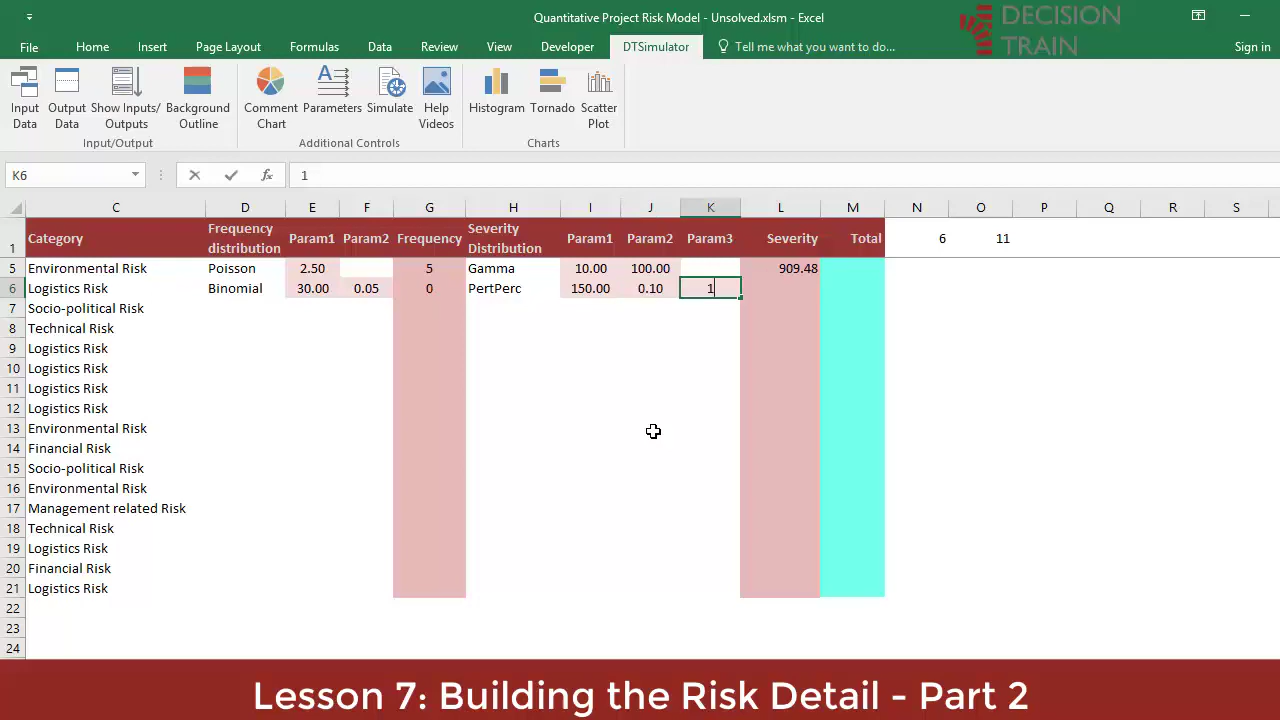 Quantitative Project Risk Model - Unsolved.xlsm - Excel
DECISION
TRAIN
File Home Insert Page Layout Formulas Data Review View Developer DTSimulator Tell me what you want to do... Sign in
Input Data
Output Data
Show Inputs/ Outputs
Background Outline
Comment Chart
Parameters
Simulate
Help Videos
Histogram
Tornado
Scatter Plot
Input/Output Additional Controls Charts
K6 fx 1
C D E F G H I J K L M N O P Q R S
1 Category Frequency distribution Param1 Param2 Frequency Severity Distribution Param1 Param2 Param3 Severity Total 6 11
5 Environmental Risk Poisson 2.50 5 Gamma 10.00 100.00 909.48
6 Logistics Risk Binomial 30.00 0.05 0 PertPerc 150.00 0.10 1
7 Socio-political Risk
8 Technical Risk
9 Logistics Risk
10 Logistics Risk
11 Logistics Risk
12 Logistics Risk
13 Environmental Risk
14 Financial Risk
15 Socio-political Risk
16 Environmental Risk
17 Management related Risk
18 Technical Risk
19 Logistics Risk
20 Financial Risk
21 Logistics Risk
22
23
24
Lesson 7: Building the Risk Detail - Part 2